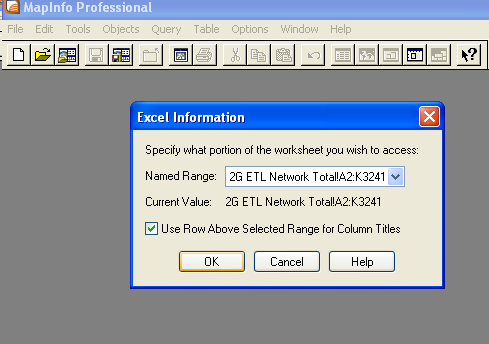 MapInfo Professional
File Edit Tools Objects Query Table Options Window Help
Excel Information
Specify what portion of the worksheet you wish to access:
Named Range: 2G ETL Network Total!A2:K3241
Current Value: 2G ETL Network Total!A2:K3241
Use Row Above Selected Range for Column Titles
OK Cancel Help